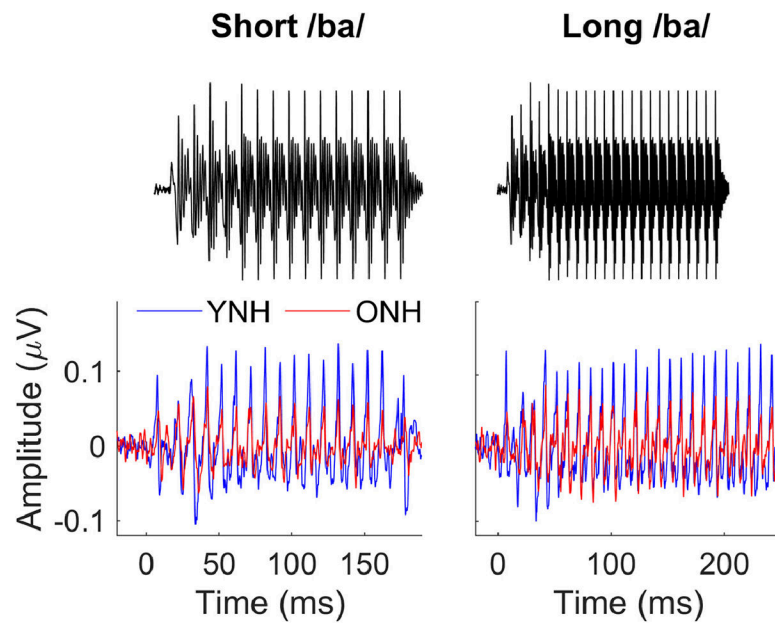 Short /ba/ Long /ba/
YNH ONH
Amplitude (μV)
0.1
0
-0.1
0 50 100 150 0 100 200
Time (ms) Time (ms)